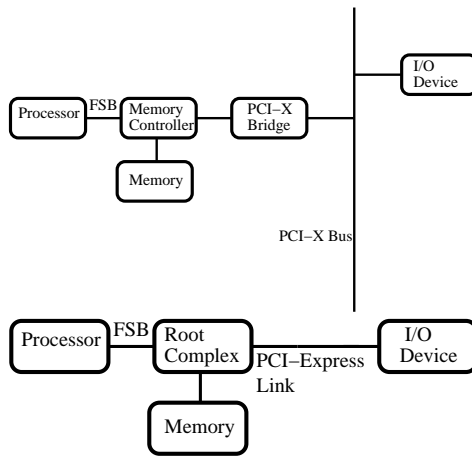 I/O
Device
FSB
Processor
Memory
Controller
PCI−X
Bridge
Memory
PCI−X Bus
Processor
FSB
Root
Complex
PCI−Express
Link
I/O
Device
Memory